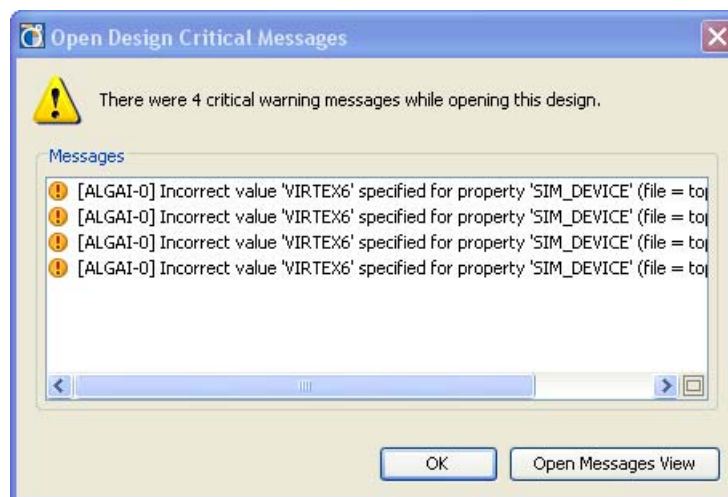 Open Design Critical Messages
There were 4 critical warning messages while opening this design.
Messages
[ALGAI-0] Incorrect value 'VIRTEX6' specified for property 'SIM_DEVICE' (file = to
[ALGAI-0] Incorrect value 'VIRTEX6' specified for property 'SIM_DEVICE' (file = to
[ALGAI-0] Incorrect value 'VIRTEX6' specified for property 'SIM_DEVICE' (file = to
[ALGAI-0] Incorrect value 'VIRTEX6' specified for property 'SIM_DEVICE' (file = to
OK
Open Messages View